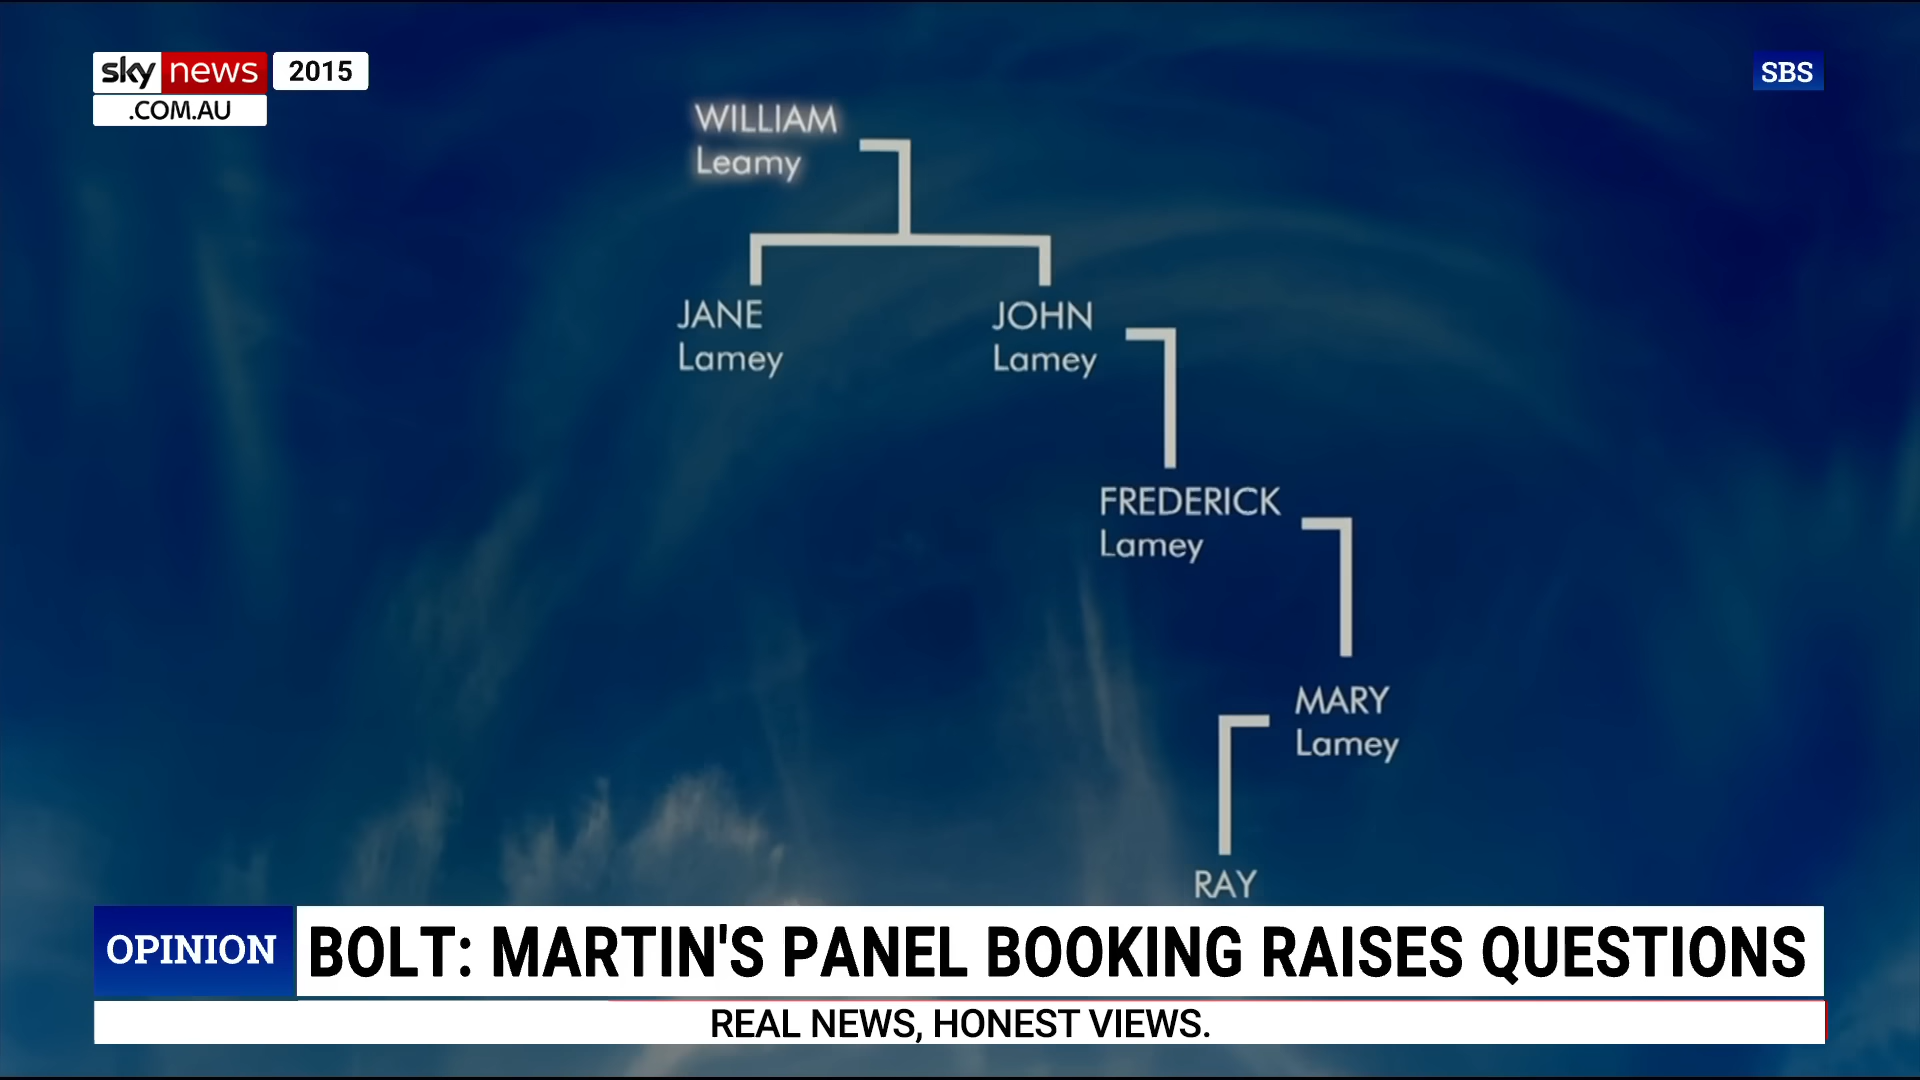 sky news 2015
.COM.AU
SBS
WILLIAM
Leamy
JANE
Lamey
JOHN
Lamey
FREDERICK
Lamey
MARY
Lamey
RAY
OPINION
BOLT: MARTIN'S PANEL BOOKING RAISES QUESTIONS
REAL NEWS, HONEST VIEWS.